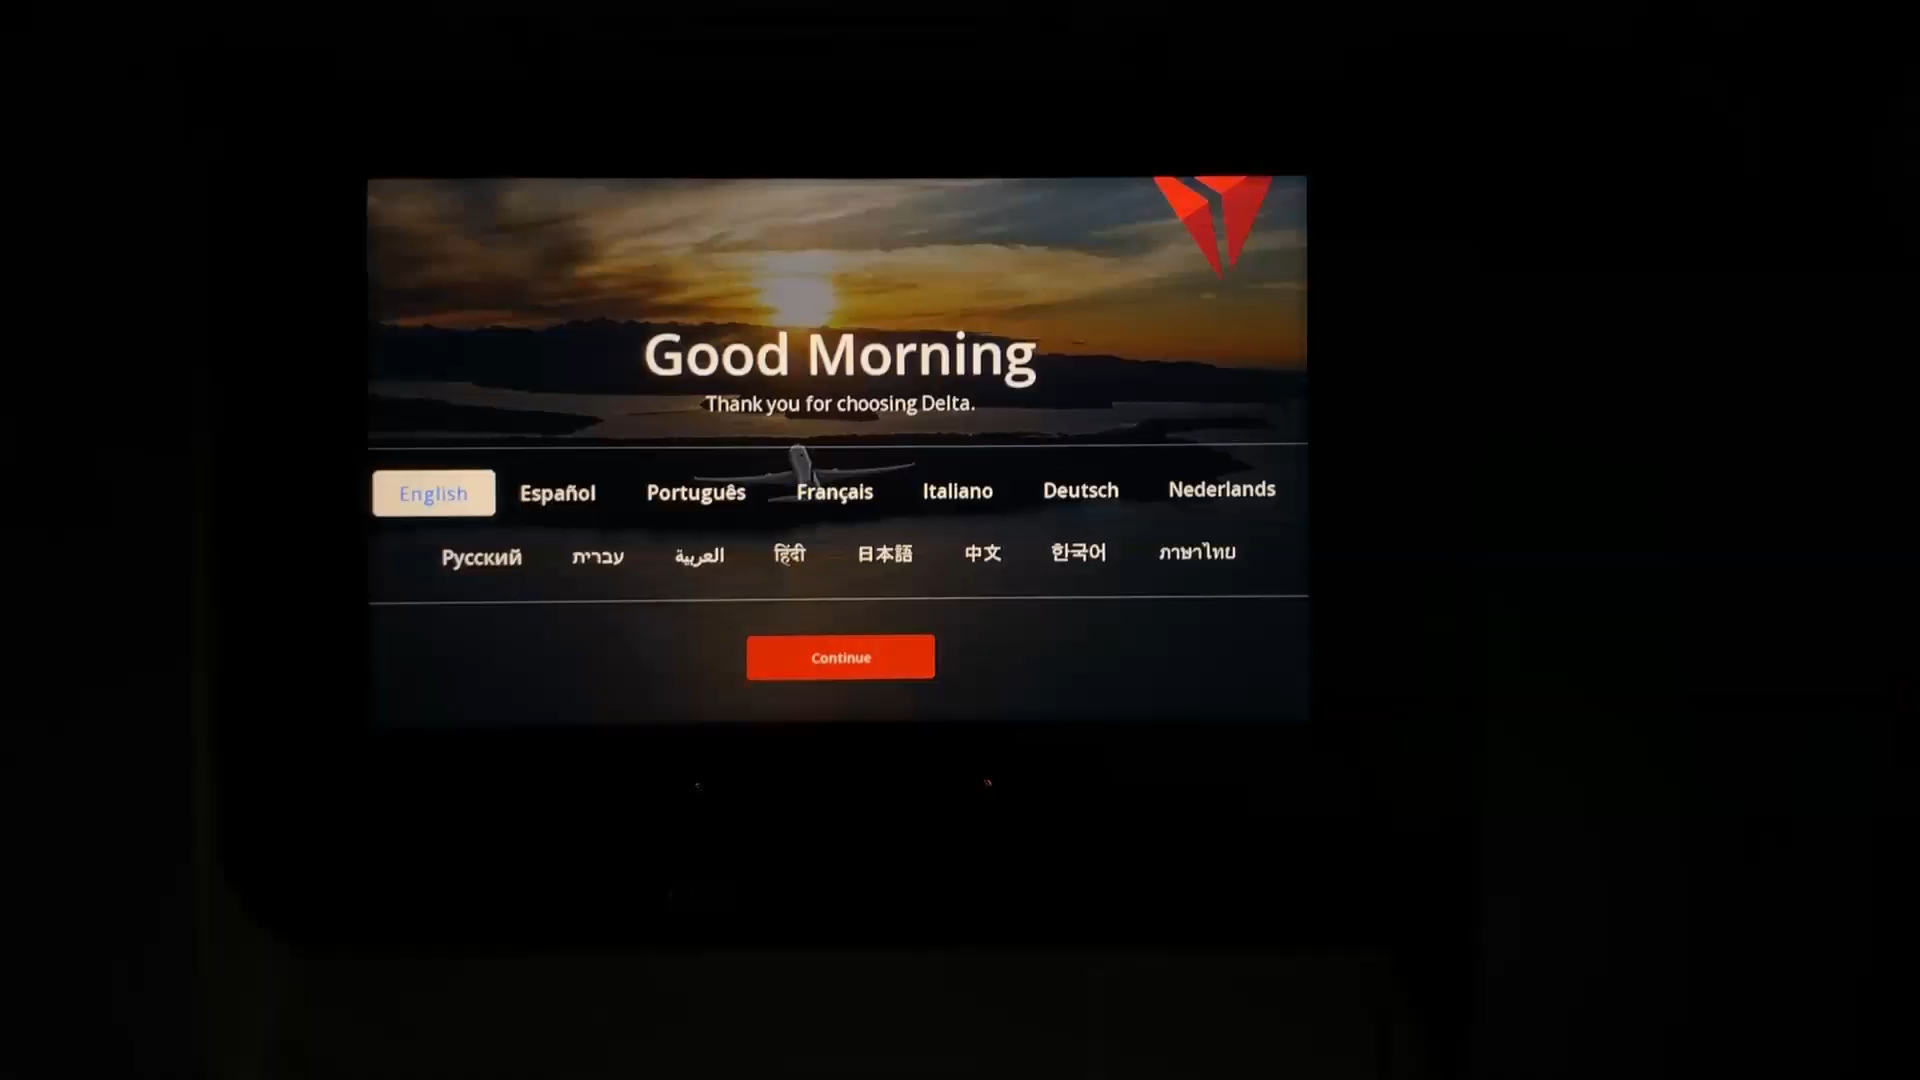 Good Morning
Thank you for choosing Delta.
English Español Português Français Italiano Deutsch Nederlands
Русский עברית العربية हिंदी 日本語 中文 한국어 ภาษาไทย
Continue